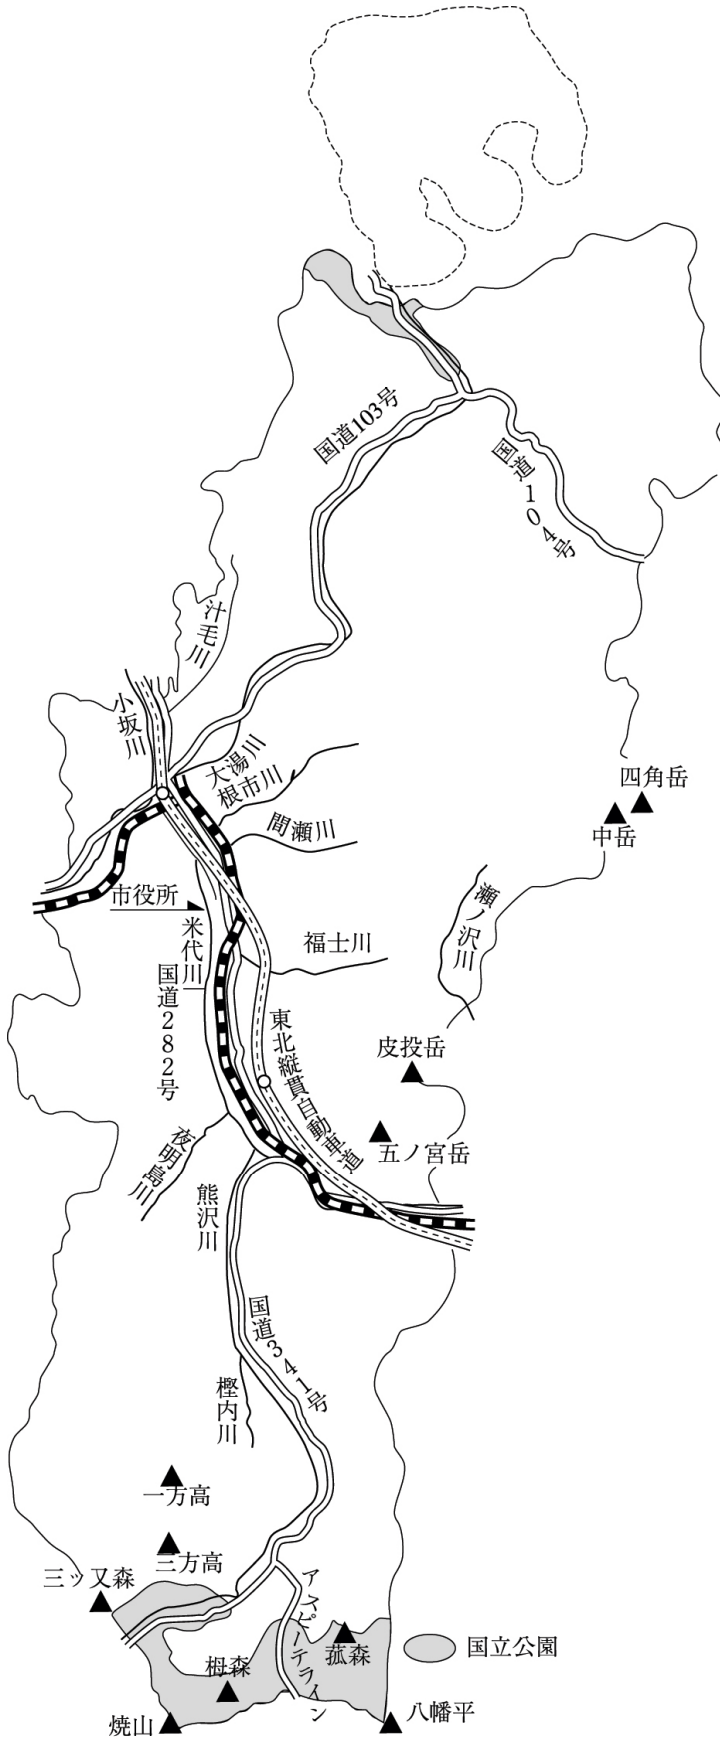 国道103号
国道104号
汁毛川
小坂川
大湯川
根市川
間瀬川
四角岳
中岳
市役所
米代川
瀬ノ沢川
福士川
国道282号
東北縦貫自動車道
皮投岳
五ノ宮岳
夜明島川
熊沢川
国道341号
樫内川
一方高
三方高
三ッ又森
アスピーテライン
菰森
国立公園
栂森
焼山
八幡平